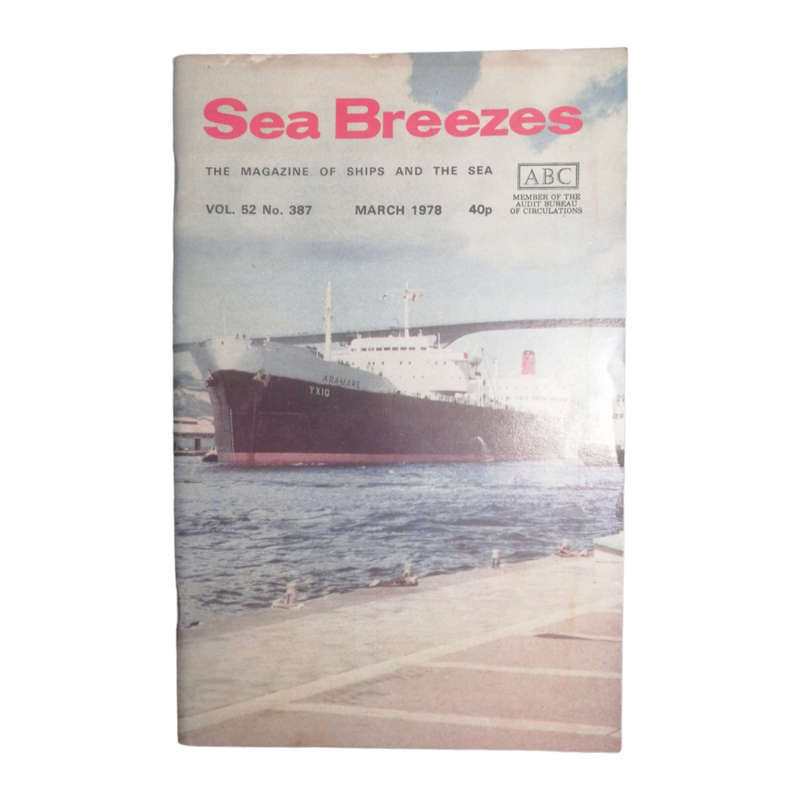 Sea Breezes
THE MAGAZINE OF SHIPS AND THE SEA
VOL. 52 No. 387 MARCH 1978 40p
ABC
MEMBER OF THE
AUDIT BUREAU
OF CIRCULATIONS
ARAMARE
YXIQ